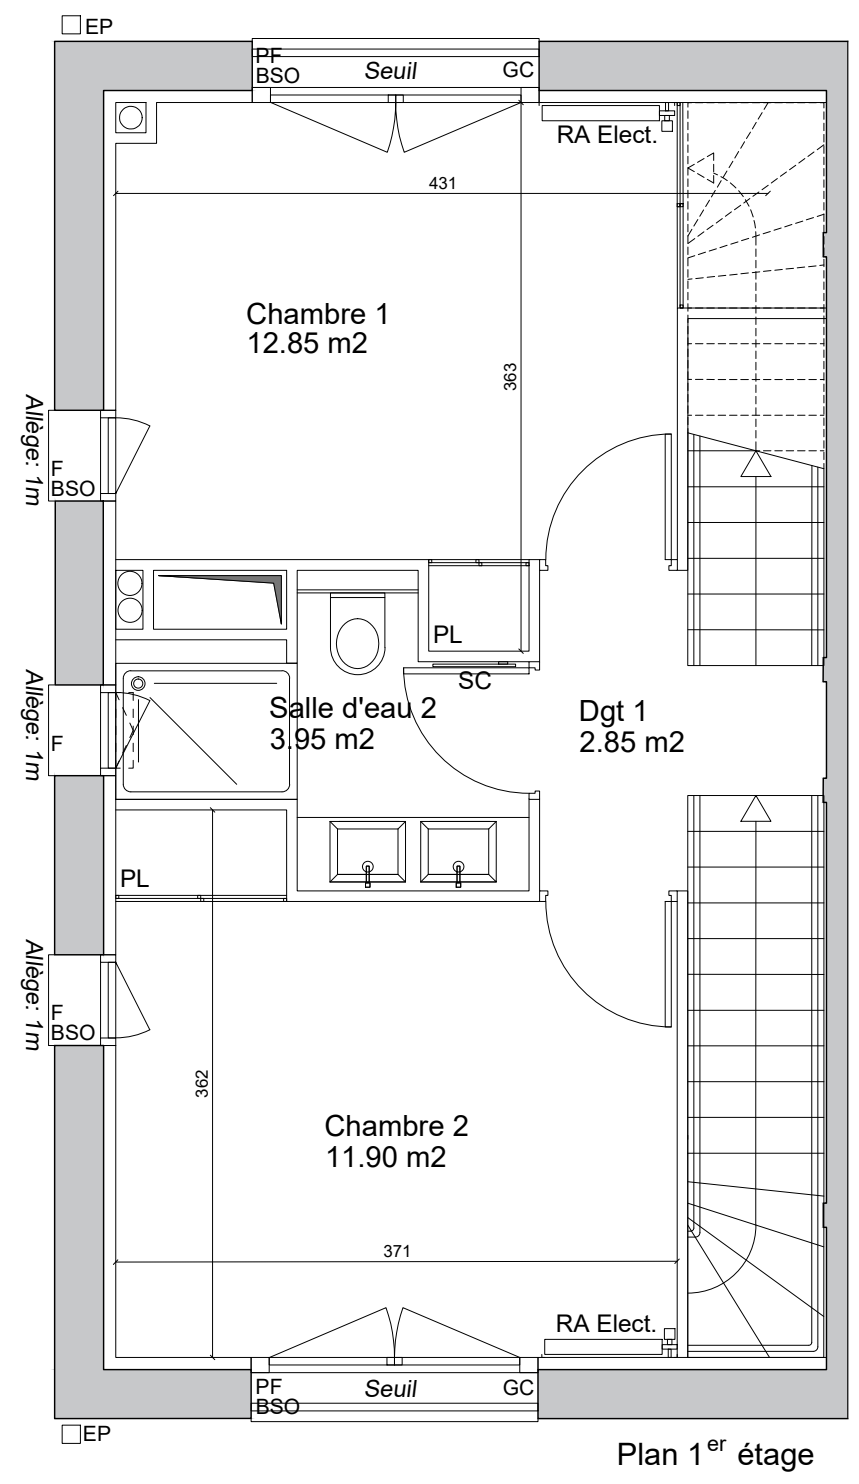 EP
PF
BSO
Seuil
GC
RA Elect.
431
Chambre 1
12.85 m2
363
Allège: 1m
F
BSO
PL
SC
Allège: 1m
F
Salle d'eau 2
3.95 m2
Dgt 1
2.85 m2
PL
Allège: 1m
F
BSO
362
Chambre 2
11.90 m2
371
RA Elect.
PF
BSO
Seuil
GC
EP
Plan 1er étage